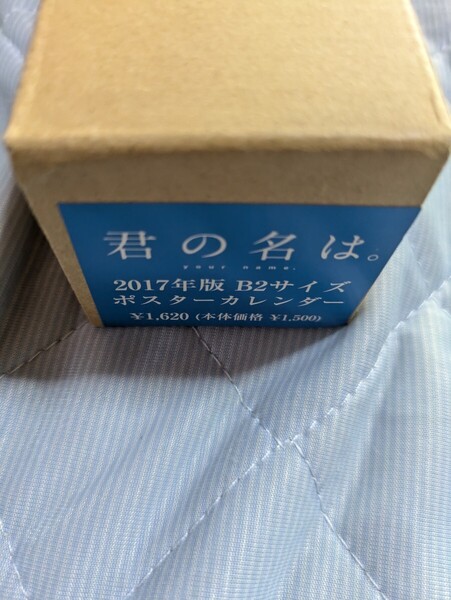 君の名は。
your name.
2017年版 B2サイズ
ポスターカレンダー
¥1,620 (本体価格 ¥1,500)